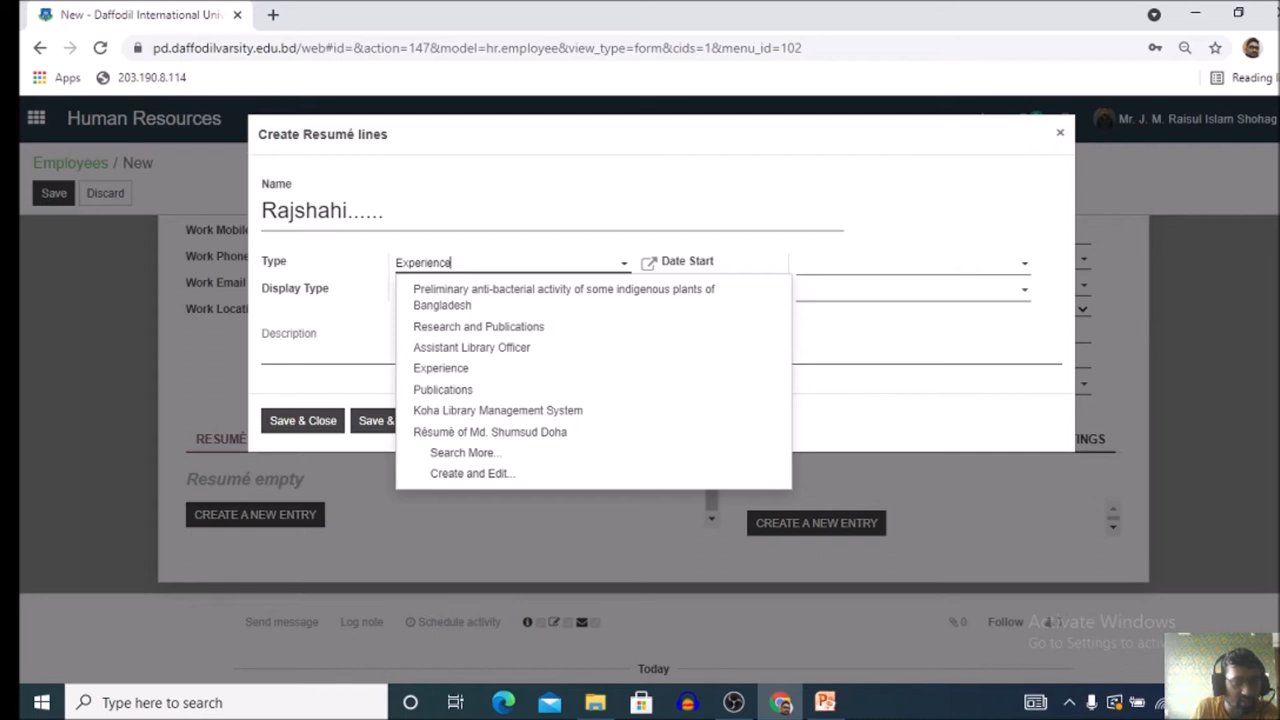 New - Daffodil International Uni
pd.daffodilvarsity.edu.bd/web#id=&action=147&model=hr.employee&view_type=form&cids=1&menu_id=102
Apps
203.190.8.114
Reading
Human Resources
Mr. J. M. Raisul Islam Shohag
Employees / New
Save
Discard
Create Resumé lines
Name
Rajshahi......
Type
Experience
Date Start
Display Type
Description
Preliminary anti-bacterial activity of some indigenous plants of
Bangladesh
Research and Publications
Assistant Library Officer
Experience
Publications
Koha Library Management System
Rèsumè of Md. Shumsud Doha
Search More...
Create and Edit...
Save & Close
Save &
Work Mobile
Work Phone
Work Email
Work Locat
RESUMÉ
INGS
Resumé empty
CREATE A NEW ENTRY
CREATE A NEW ENTRY
Send message
Log note
Schedule activity
0
Follow
Activate Windows
Go to Settings to activ
Today
Type here to search